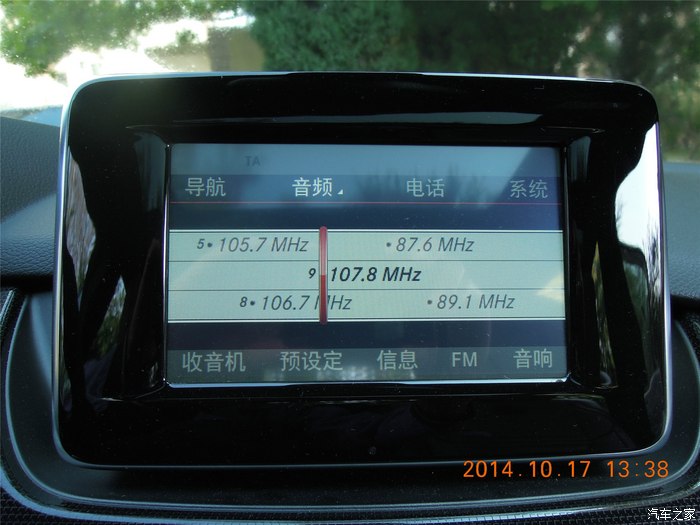 TA
导航 音频 电话 系统
5• 105.7 MHz •87.6 MHz
9 107.8 MHz
8• 106.7 MHz •89.1 MHz
收音机 预设定 信息 FM 音响
2014.10.17 13:38
汽车之家